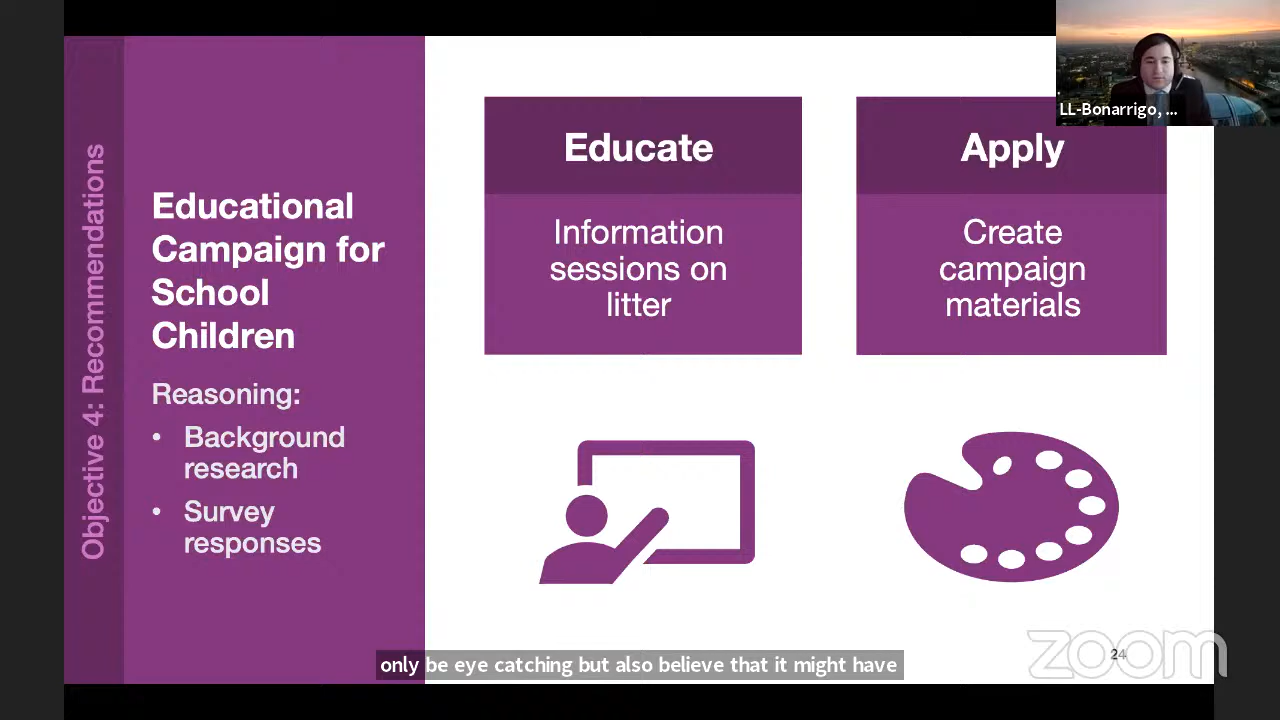 Objective 4: Recommendations
Educational
Campaign for
School
Children
Reasoning:
• Background
research
• Survey
responses
Educate
Information
sessions on
litter
Apply
Create
campaign
materials
LL-Bonarrigo, ...
only be eye catching but also believe that it might have
24
zoom